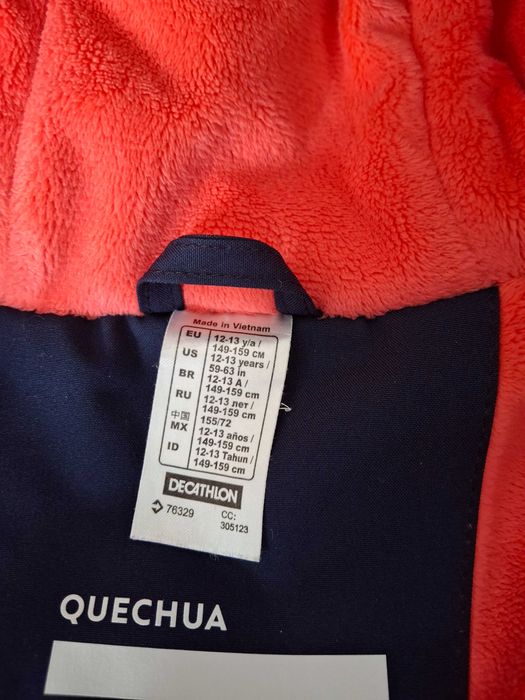 Made in Vietnam
EU 12-13 y/a /
149-159 CM
US 12-13 years /
59-63 in
BR 12-13 A /
149-159 cm
RU 12-13 лет /
149-159 cm
中国 155/72
MX 12-13 años /
149-159 cm
ID 12-13 Tahun /
149-159 cm
DECATHLON
76329
CC:
305123
QUECHUA